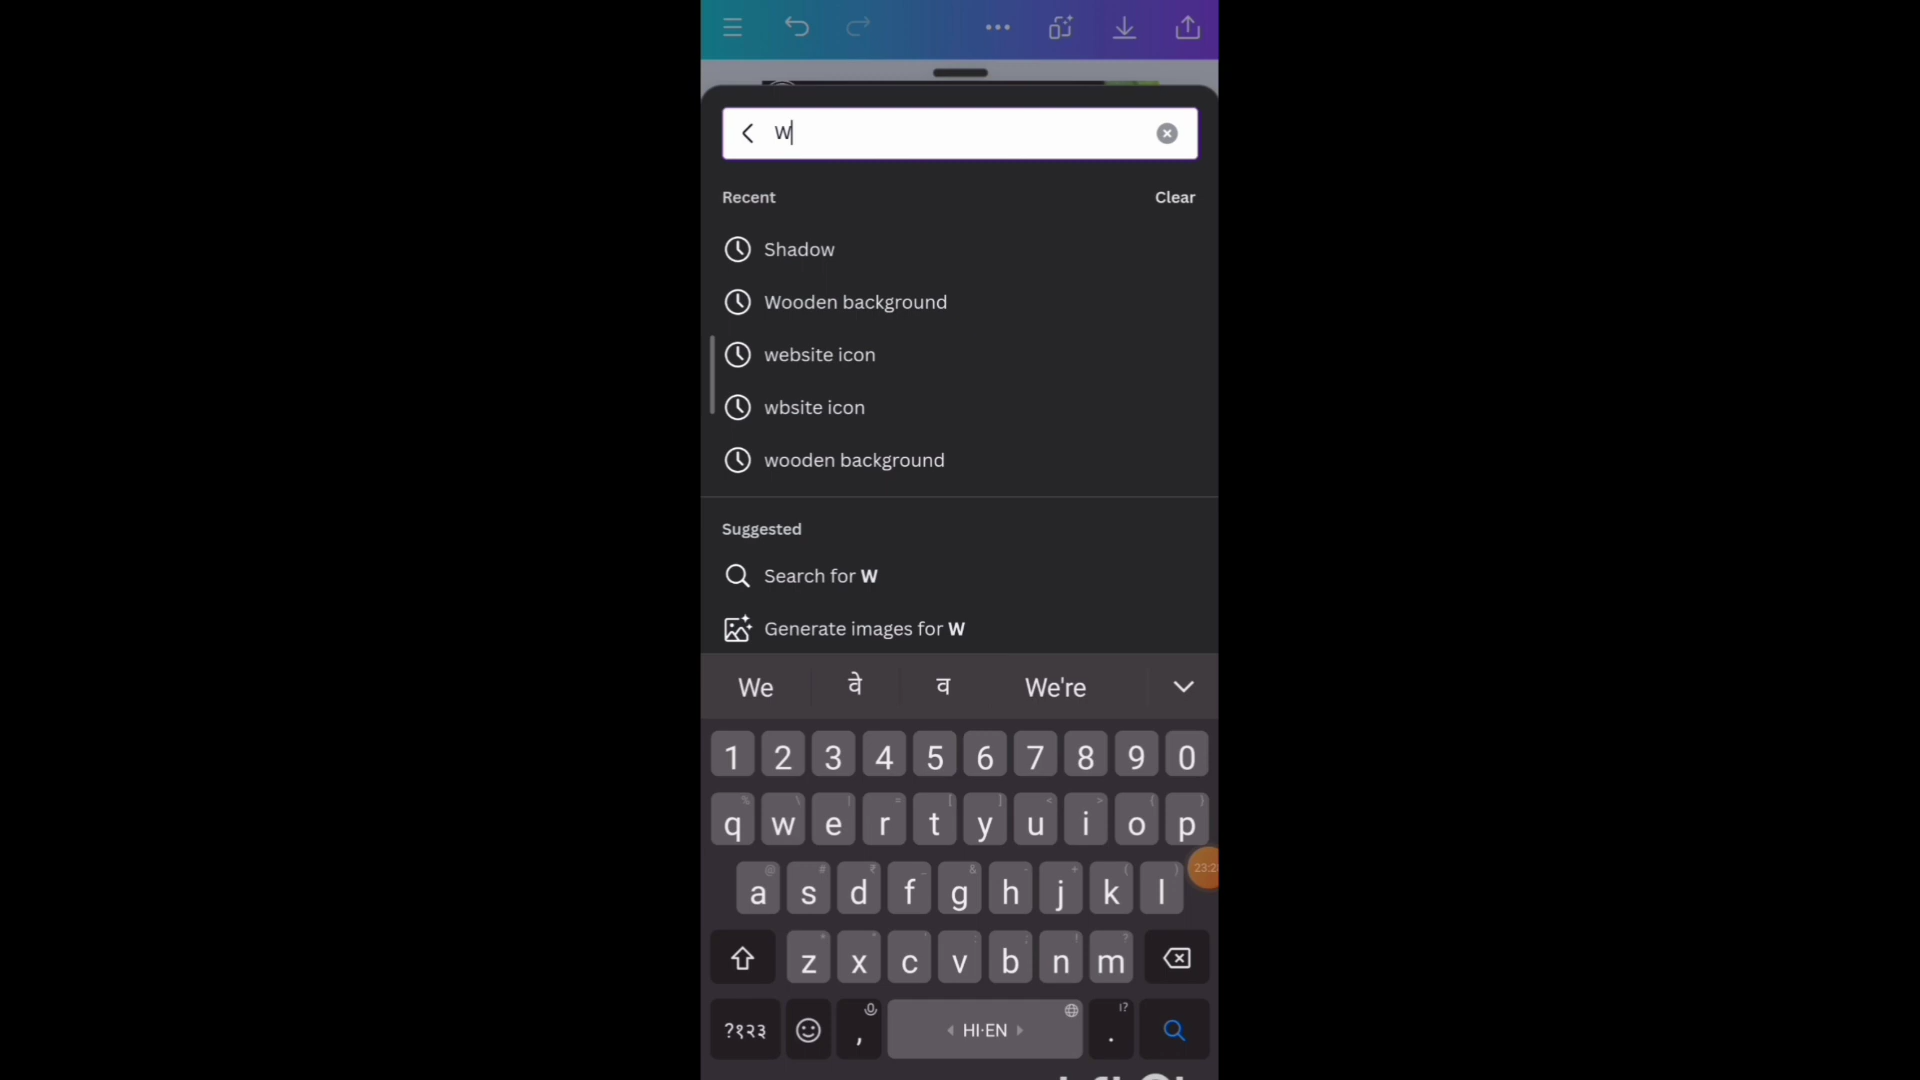 W
Recent Clear
Shadow
Wooden background
website icon
wbsite icon
wooden background
Suggested
Search for W
Generate images for W
We वे व We're
1 2 3 4 5 6 7 8 9 0
q w e r t y u i o p
a s d f g h j k l
z x c v b n m
?१२३ , HI·EN . !?